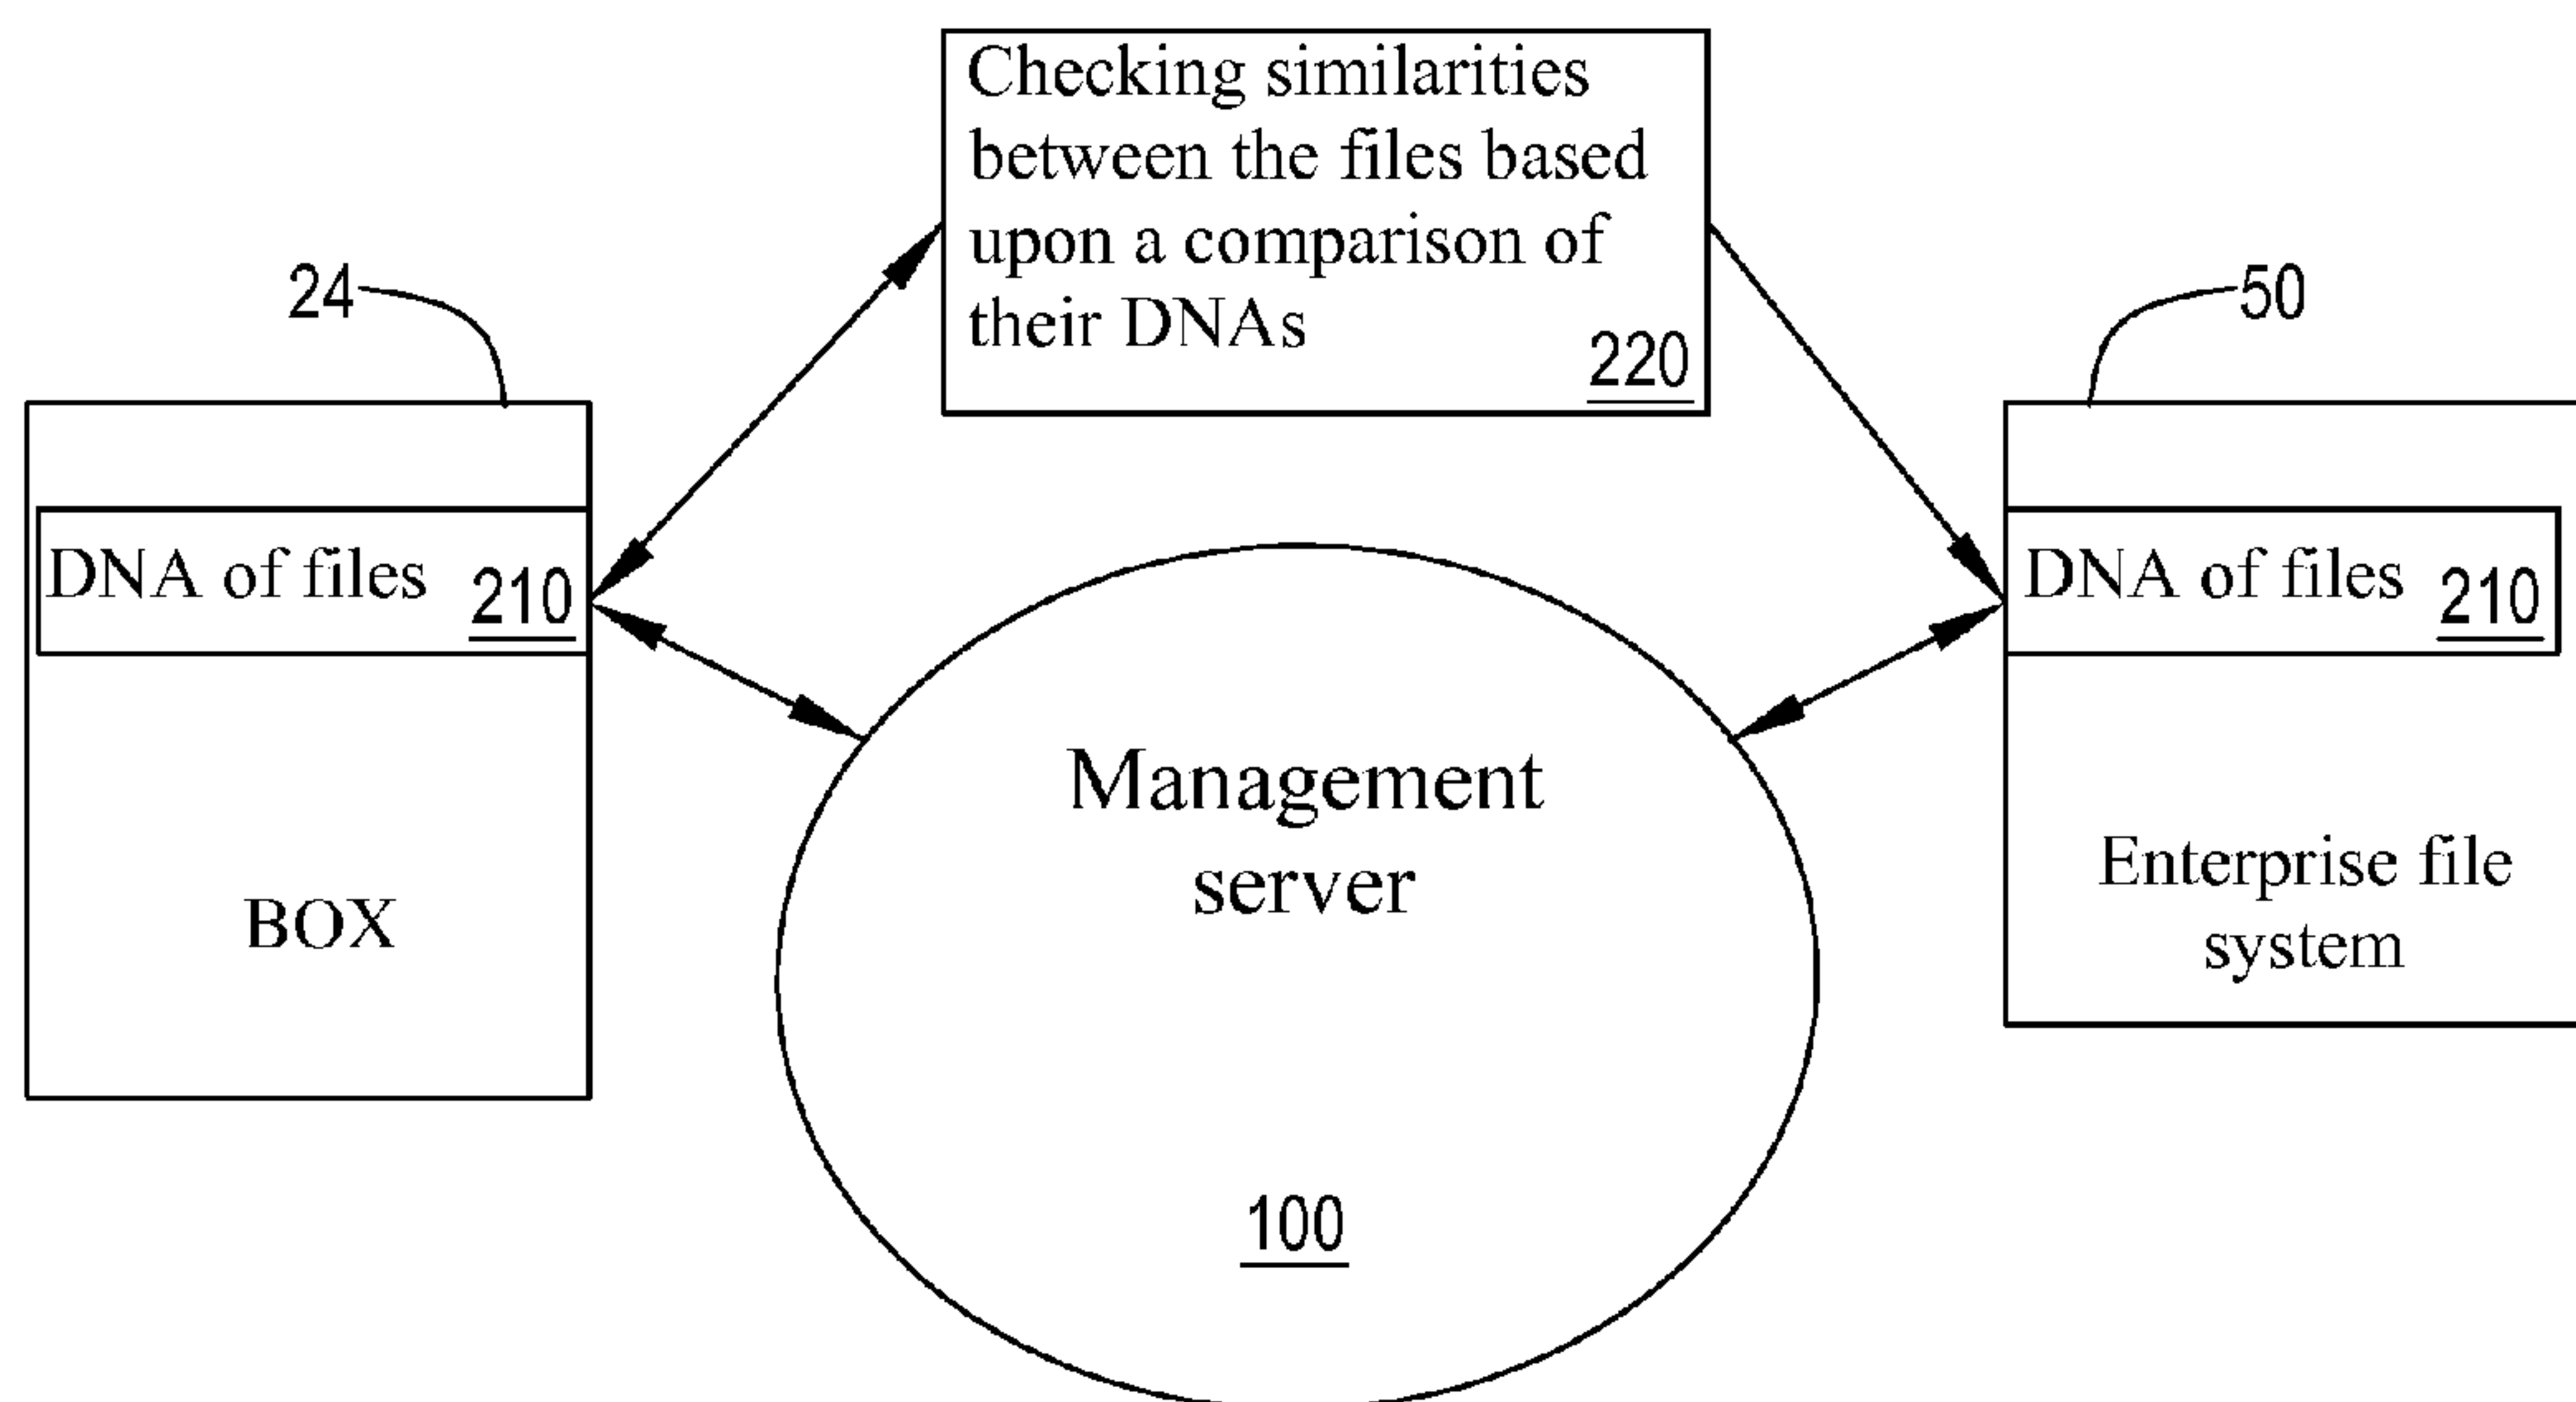 Checking similarities
between the files based
upon a comparison of
their DNAs
220
24
50
DNA of files 210
BOX
Management
server
100
DNA of files 210
Enterprise file
system